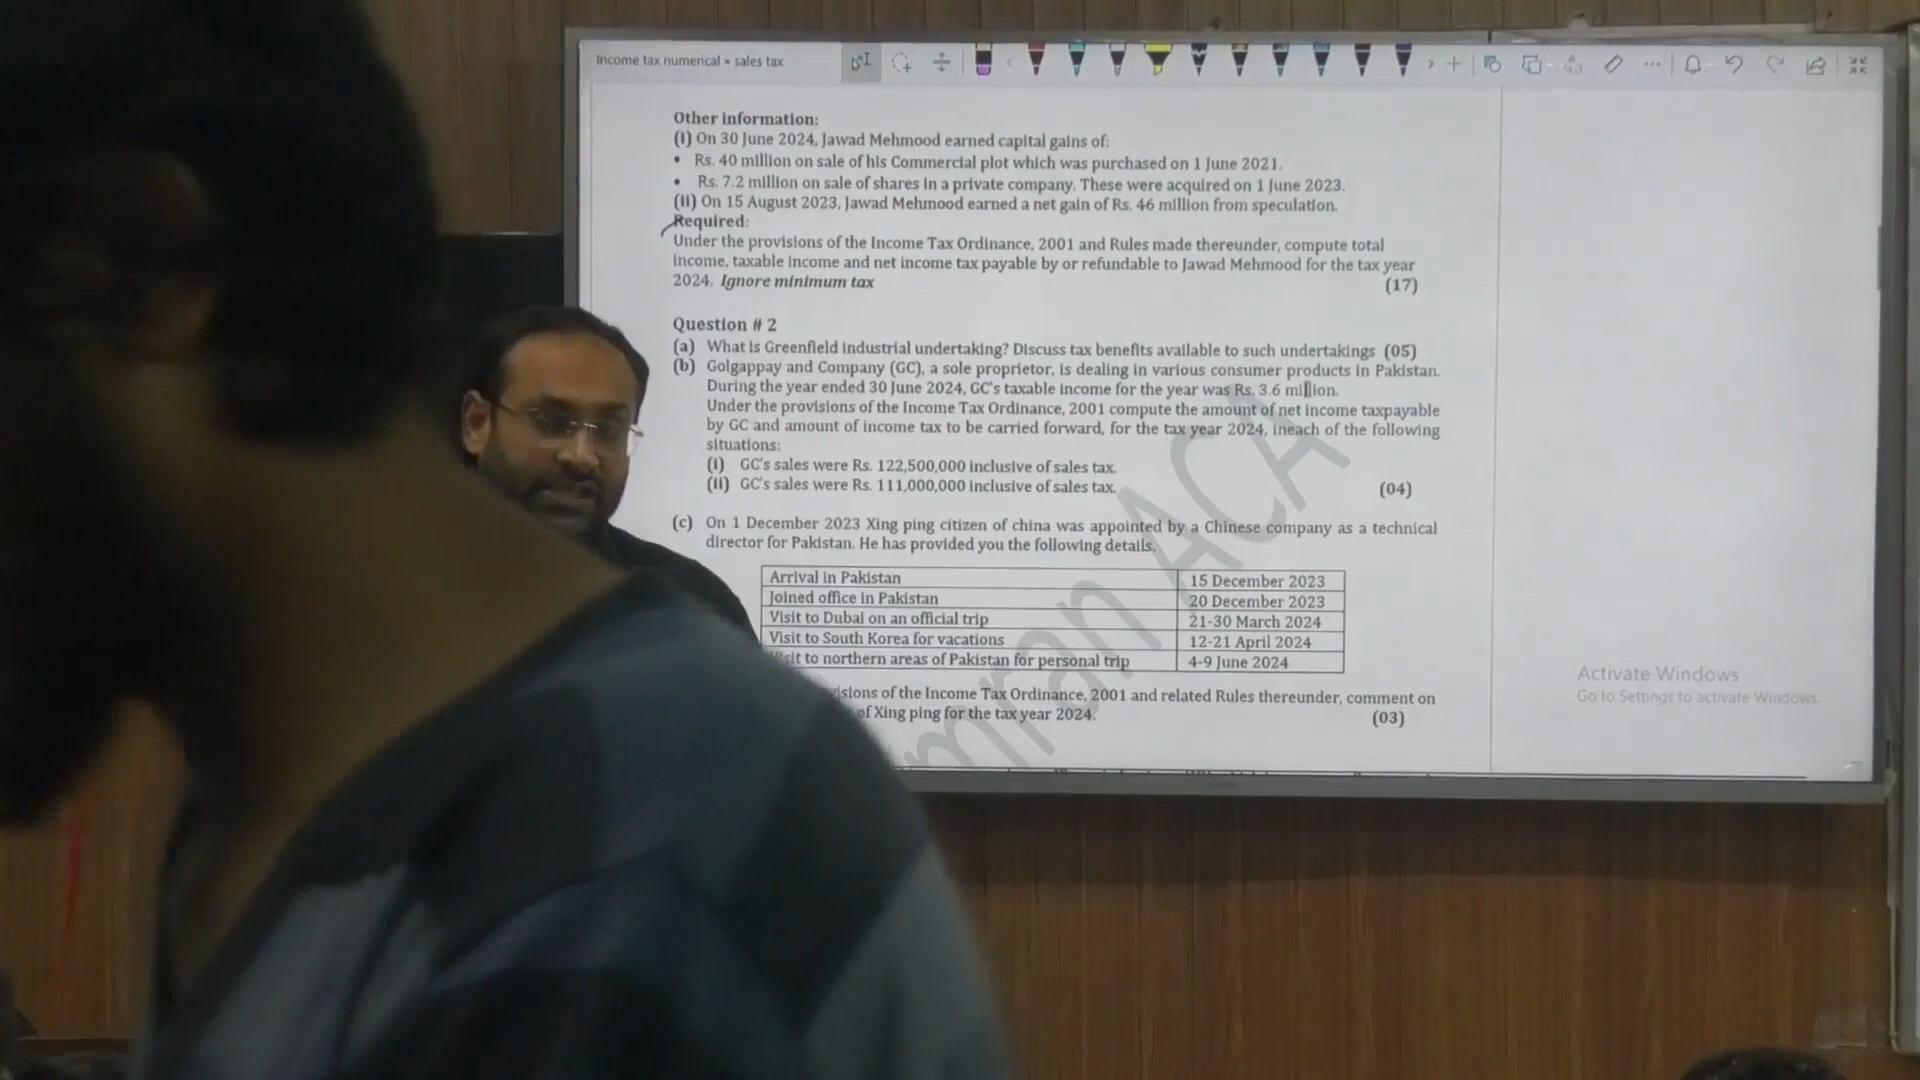 Income tax numerical + sales tax
Other information:
(i) On 30 June 2024, Jawad Mehmood earned capital gains of:
• Rs. 40 million on sale of his Commercial plot which was purchased on 1 June 2021.
• Rs. 7.2 million on sale of shares in a private company. These were acquired on 1 June 2023.
(ii) On 15 August 2023, Jawad Mehmood earned a net gain of Rs. 46 million from speculation.
Required:
Under the provisions of the Income Tax Ordinance, 2001 and Rules made thereunder, compute total
income, taxable income and net income tax payable by or refundable to Jawad Mehmood for the tax year
2024. Ignore minimum tax (17)
Question # 2
(a) What is Greenfield industrial undertaking? Discuss tax benefits available to such undertakings (05)
(b) Golgappay and Company (GC), a sole proprietor, is dealing in various consumer products in Pakistan.
During the year ended 30 June 2024, GC's taxable income for the year was Rs. 3.6 million.
Under the provisions of the Income Tax Ordinance, 2001 compute the amount of net income taxpayable
by GC and amount of income tax to be carried forward, for the tax year 2024, ineach of the following
situations:
(i) GC's sales were Rs. 122,500,000 inclusive of sales tax.
(ii) GC's sales were Rs. 111,000,000 inclusive of sales tax. (04)
(c) On 1 December 2023 Xing ping citizen of china was appointed by a Chinese company as a technical
director for Pakistan. He has provided you the following details.
Arrival in Pakistan 15 December 2023
Joined office in Pakistan 20 December 2023
Visit to Dubai on an official trip 21-30 March 2024
Visit to South Korea for vacations 12-21 April 2024
sit to northern areas of Pakistan for personal trip 4-9 June 2024
visions of the Income Tax Ordinance, 2001 and related Rules thereunder, comment on
of Xing ping for the tax year 2024. (03)
mran ACA
Activate Windows
Go to Settings to activate Windows.